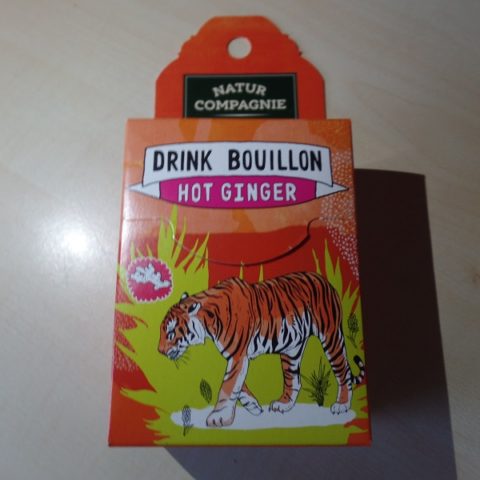 NATUR
COMPAGNIE
DRINK BOUILLON
HOT GINGER